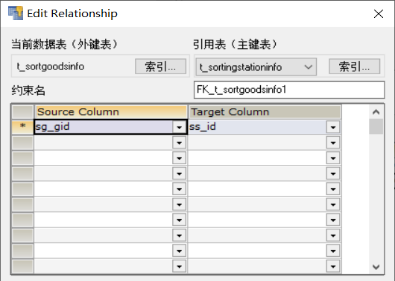 Edit Relationship
当前数据表（外键表） 引用表（主键表）
t_sortgoodsinfo 索引... t_sortingstationinfo 索引...
约束名 FK_t_sortgoodsinfo1
Source Column Target Column
* sg_gid ss_id